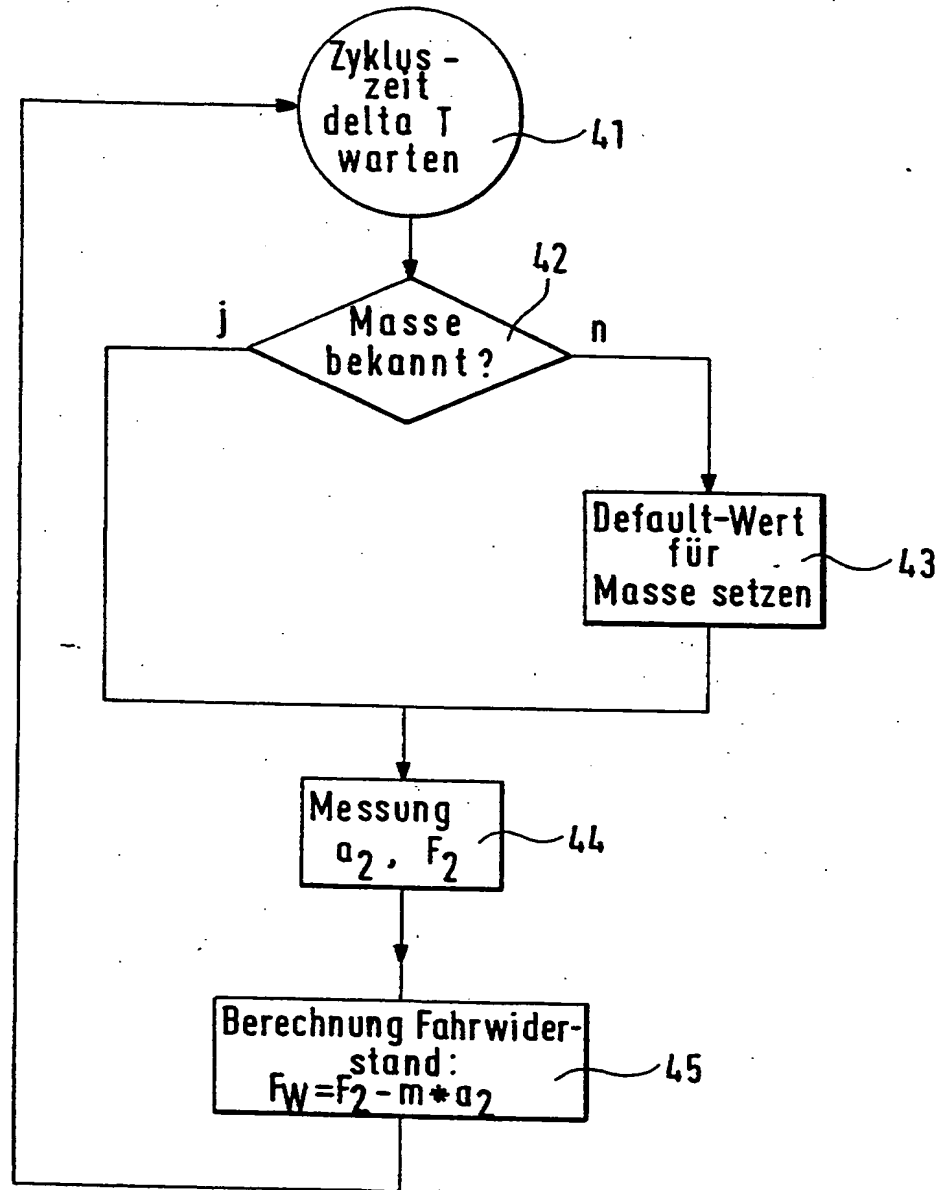 Zyklus-
zeit
delta T
warten
41
42
j
Masse
bekannt?
n
Default-Wert
für
Masse setzen
43
Messung
a2, F2
44
Berechnung Fahrwider-
stand:
FW=F2-m*a2
45